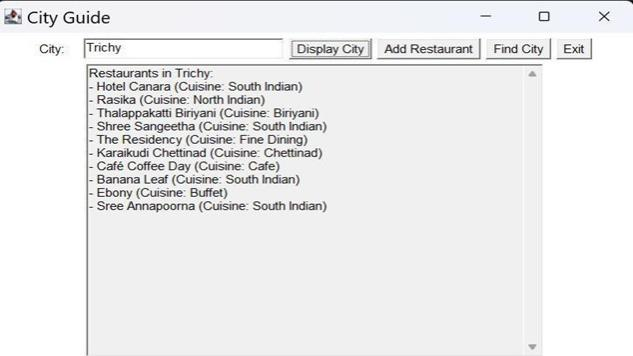 City Guide
City: Trichy Display City Add Restaurant Find City Exit
Restaurants in Trichy:
- Hotel Canara (Cuisine: South Indian)
- Rasika (Cuisine: North Indian)
- Thalappakatti Biriyani (Cuisine: Biriyani)
- Shree Sangeetha (Cuisine: South Indian)
- The Residency (Cuisine: Fine Dining)
- Karaikudi Chettinad (Cuisine: Chettinad)
- Café Coffee Day (Cuisine: Cafe)
- Banana Leaf (Cuisine: South Indian)
- Ebony (Cuisine: Buffet)
- Sree Annapoorna (Cuisine: South Indian)